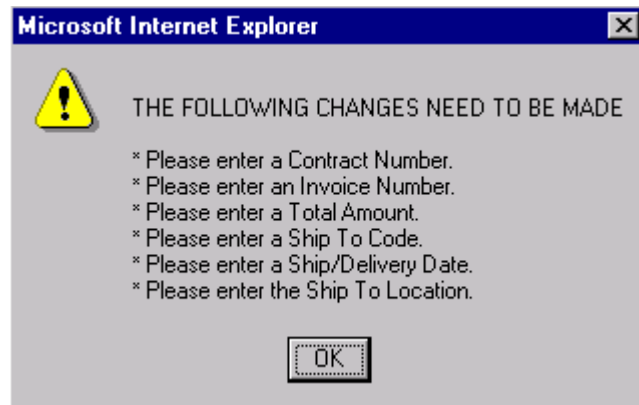 Microsoft Internet Explorer
THE FOLLOWING CHANGES NEED TO BE MADE
* Please enter a Contract Number.
* Please enter an Invoice Number.
* Please enter a Total Amount.
* Please enter a Ship To Code.
* Please enter a Ship/Delivery Date.
* Please enter the Ship To Location.
OK